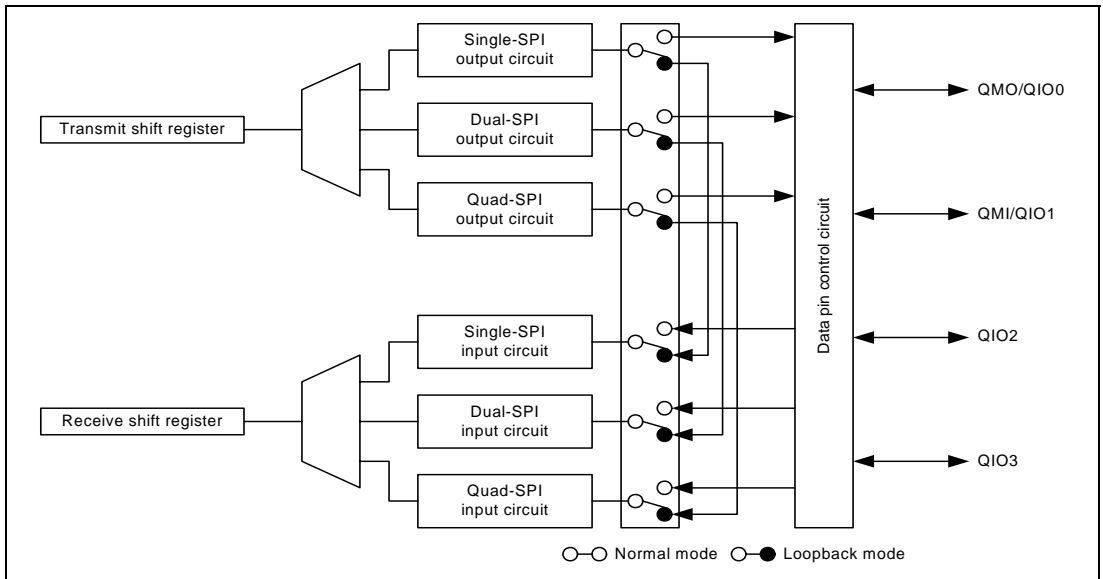 Single-SPI
output circuit
Transmit shift register
Dual-SPI
output circuit
Quad-SPI
output circuit
Single-SPI
input circuit
Receive shift register
Dual-SPI
input circuit
Quad-SPI
input circuit
Data pin control circuit
QMO/QIO0
QMI/QIO1
QIO2
QIO3
Normal mode
Loopback mode